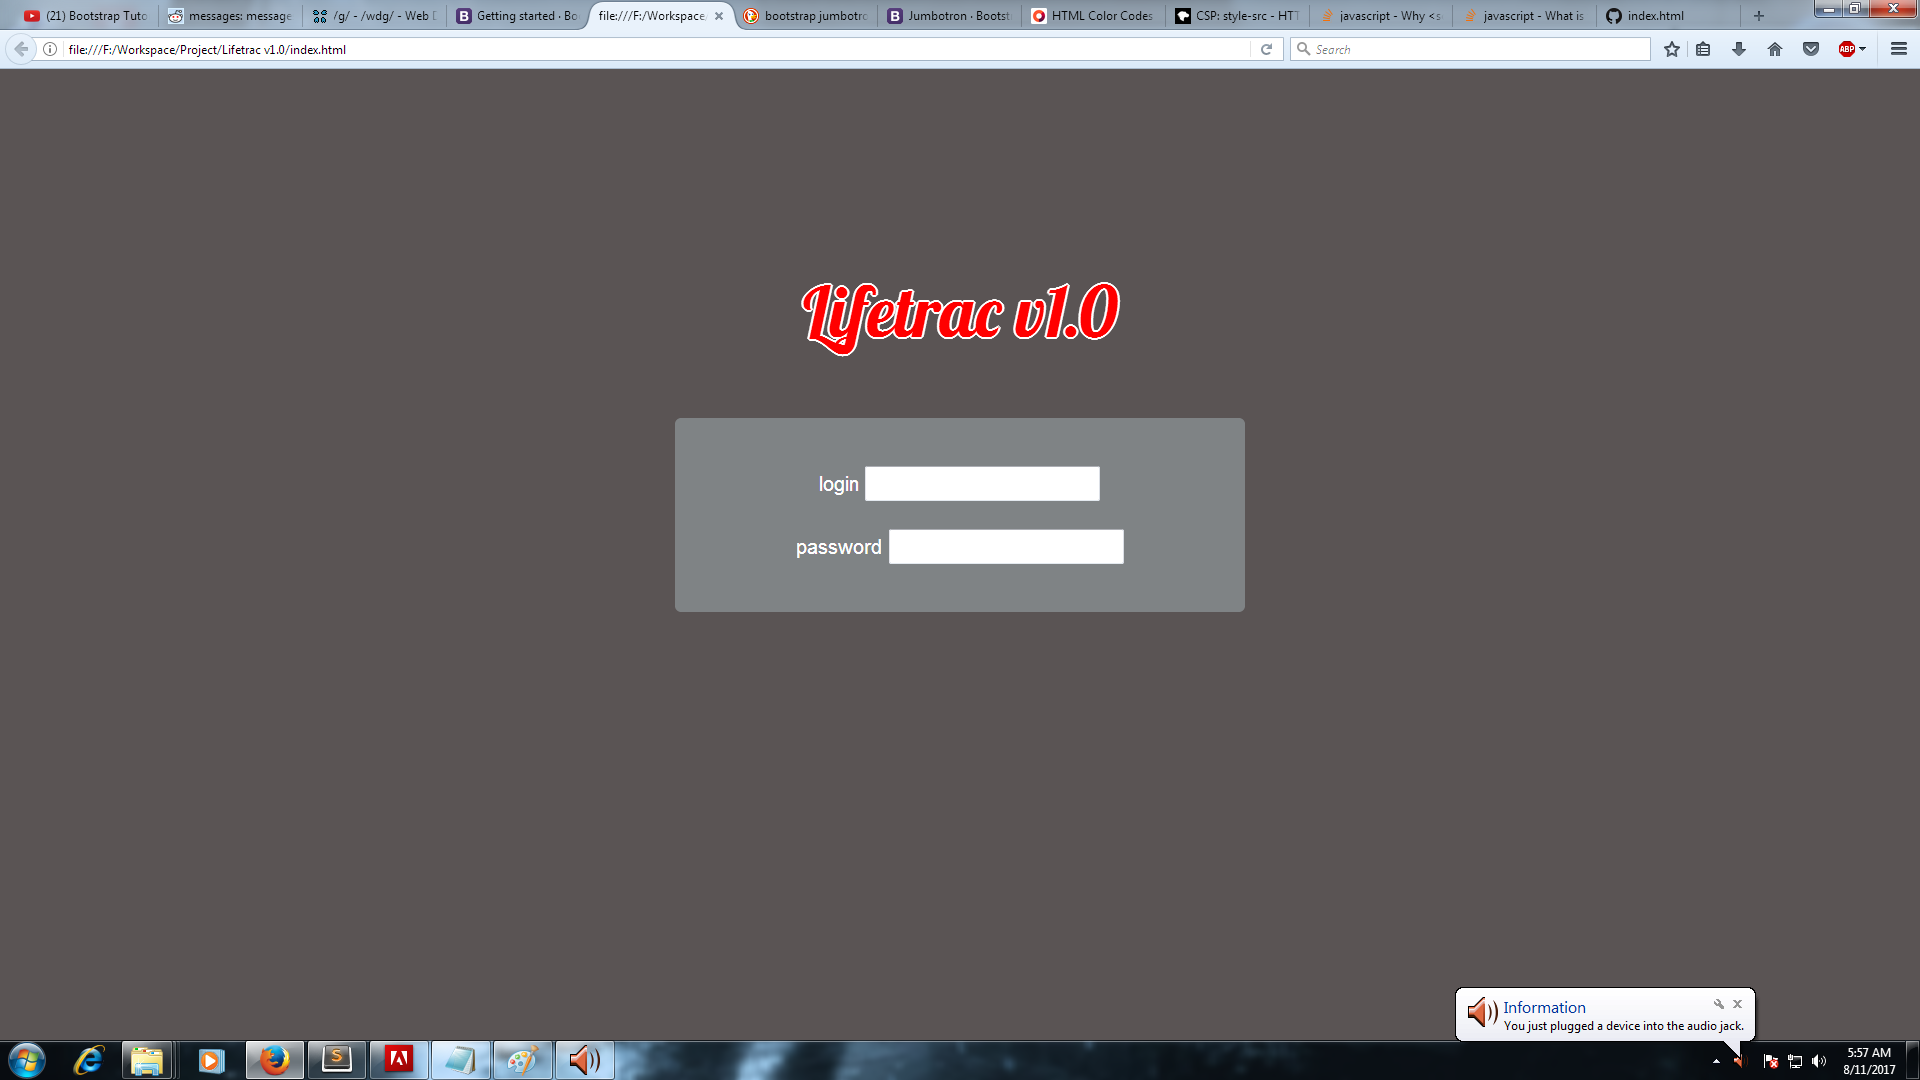 (21) Bootstrap Tuto
messages: message
/g/ - /wdg/ - Web D
Getting started · Bo
file:///F:/Workspace
bootstrap jumbotro
Jumbotron · Bootst
HTML Color Codes
CSP: style-src - HTT
javascript - Why <s
javascript - What is
index.html
file:///F:/Workspace/Project/Lifetrac v1.0/index.html
Search
ABP
Lifetrac v1.0
login
password
Information
You just plugged a device into the audio jack.
5:57 AM
8/11/2017